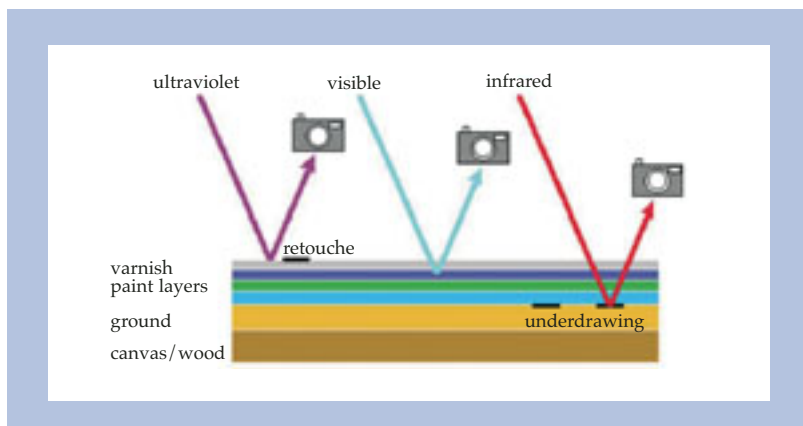 ultraviolet
visible
infrared
retouche
varnish
paint layers
ground
underdrawing
canvas/wood